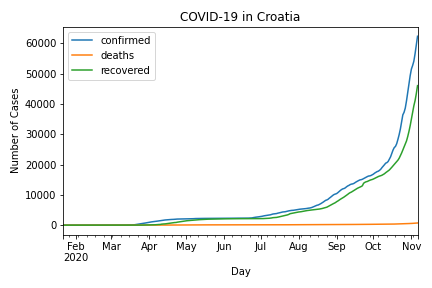 COVID-19 in Croatia
confirmed
deaths
recovered
60000
50000
40000
30000
20000
10000
0
Number of Cases
Feb Mar Apr May Jun Jul Aug Sep Oct Nov
2020
Day